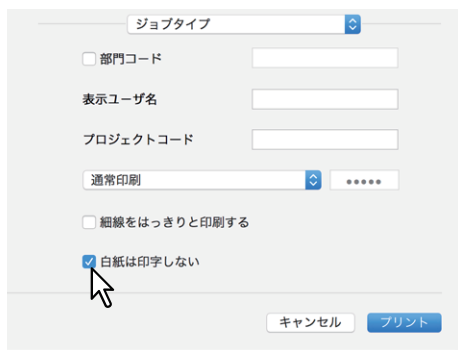 ジョブタイプ
部門コード
表示ユーザ名
プロジェクトコード
通常印刷 •••••
細線をはっきりと印刷する
白紙は印字しない
キャンセル プリント